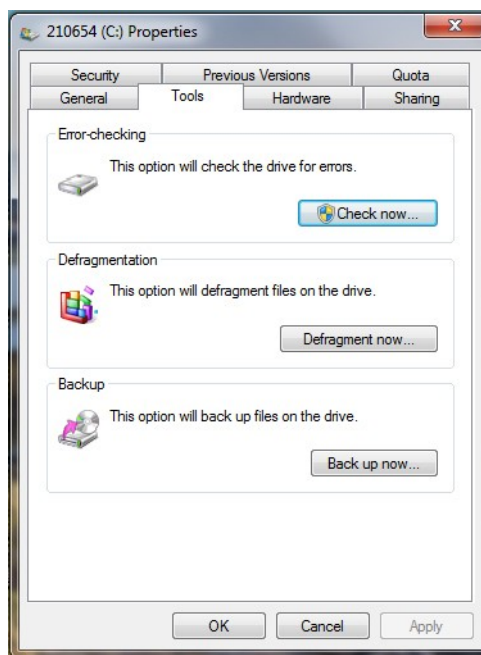 210654 (C:) Properties
Security Previous Versions Quota
General Tools Hardware Sharing
Error-checking
This option will check the drive for errors.
Check now...
Defragmentation
This option will defragment files on the drive.
Defragment now...
Backup
This option will back up files on the drive.
Back up now...
OK Cancel Apply